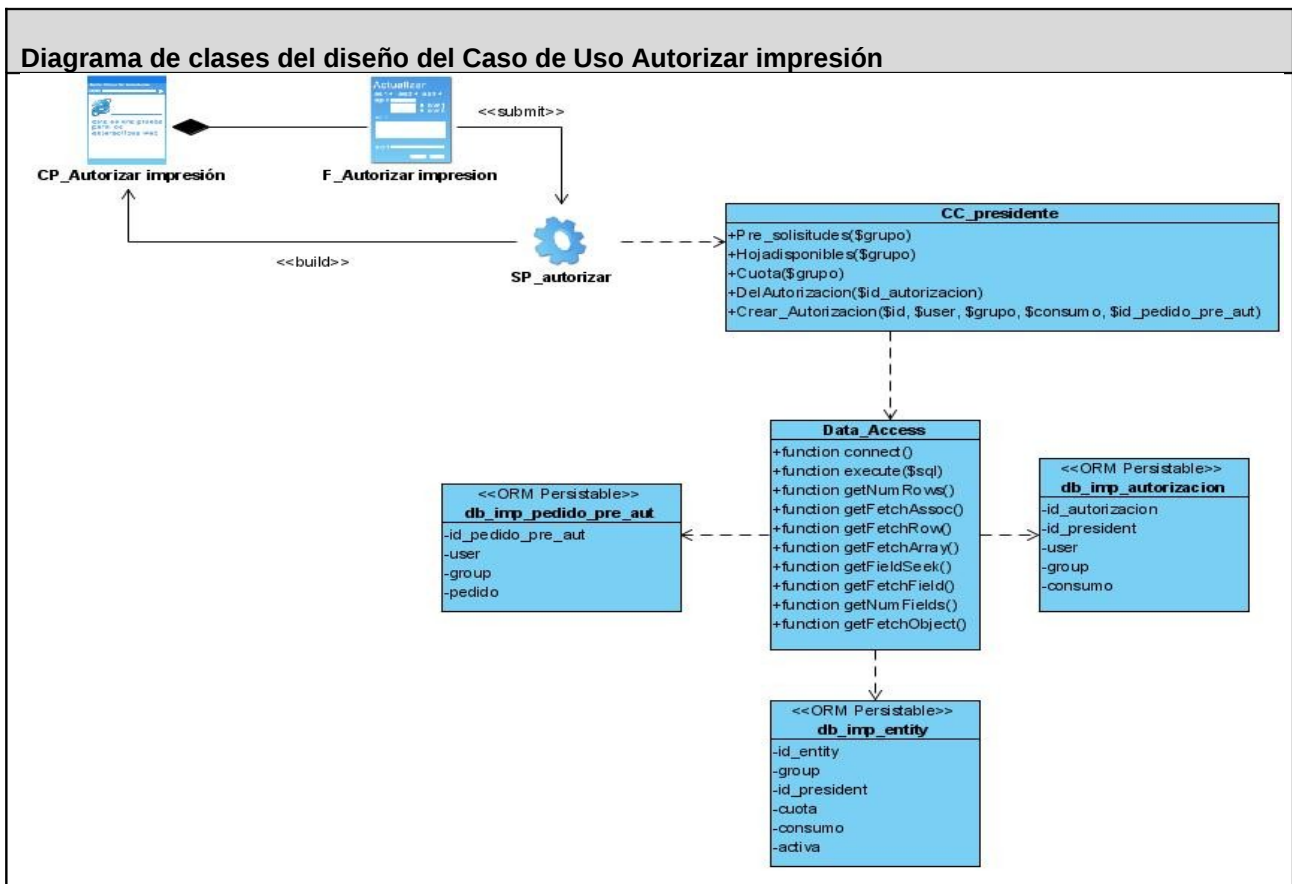 Diagrama de clases del diseño del Caso de Uso Autorizar impresión
Actualizar
<<submit>>
CP_Autorizar impresión
F_Autorizar impresion
<<build>>
SP_autorizar
CC_presidente
+Pre_solisitudes($grupo)
+Hojadisponibles($grupo)
+Cuota($grupo)
+DelAutorizacion($id_autorizacion)
+Crear_Autorizacion($id, $user, $grupo, $consumo, $id_pedido_pre_aut)
Data_Access
+function connect()
+function execute($sql)
+function getNumRows()
+function getFetchAssoc()
+function getFetchRow()
+function getFetchArray()
+function getFieldSeek()
+function getFetchField()
+function getNumFields()
+function getFetchObject()
<<ORM Persistable>>
db_imp_pedido_pre_aut
-id_pedido_pre_aut
-user
-group
-pedido
<<ORM Persistable>>
db_imp_autorizacion
-id_autorizacion
-id_president
-user
-group
-consumo
<<ORM Persistable>>
db_imp_entity
-id_entity
-group
-id_president
-cuota
-consumo
-activa